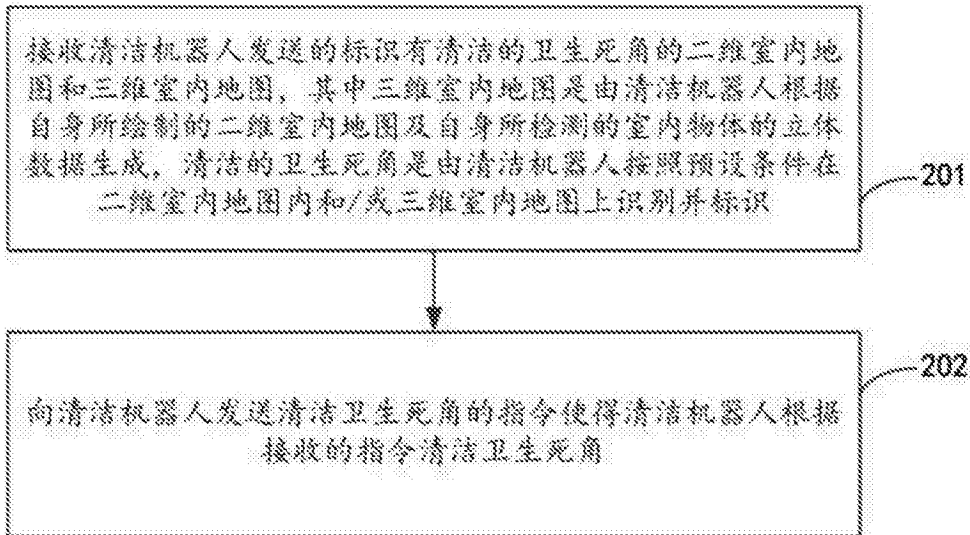 接收清洁机器人发送的标识有清洁的卫生死角的二维室内地
图和三维室内地图，其中三维室内地图是由清洁机器人根据
自身所绘制的二维室内地图及自身所检测的室内物体的立体
数据生成，清洁的卫生死角是由清洁机器人按照预设条件在
二维室内地图内和/或三维室内地图上识别并标识
201
向清洁机器人发送清洁卫生死角的指令使得清洁机器人根据
接收的指令清洁卫生死角
202